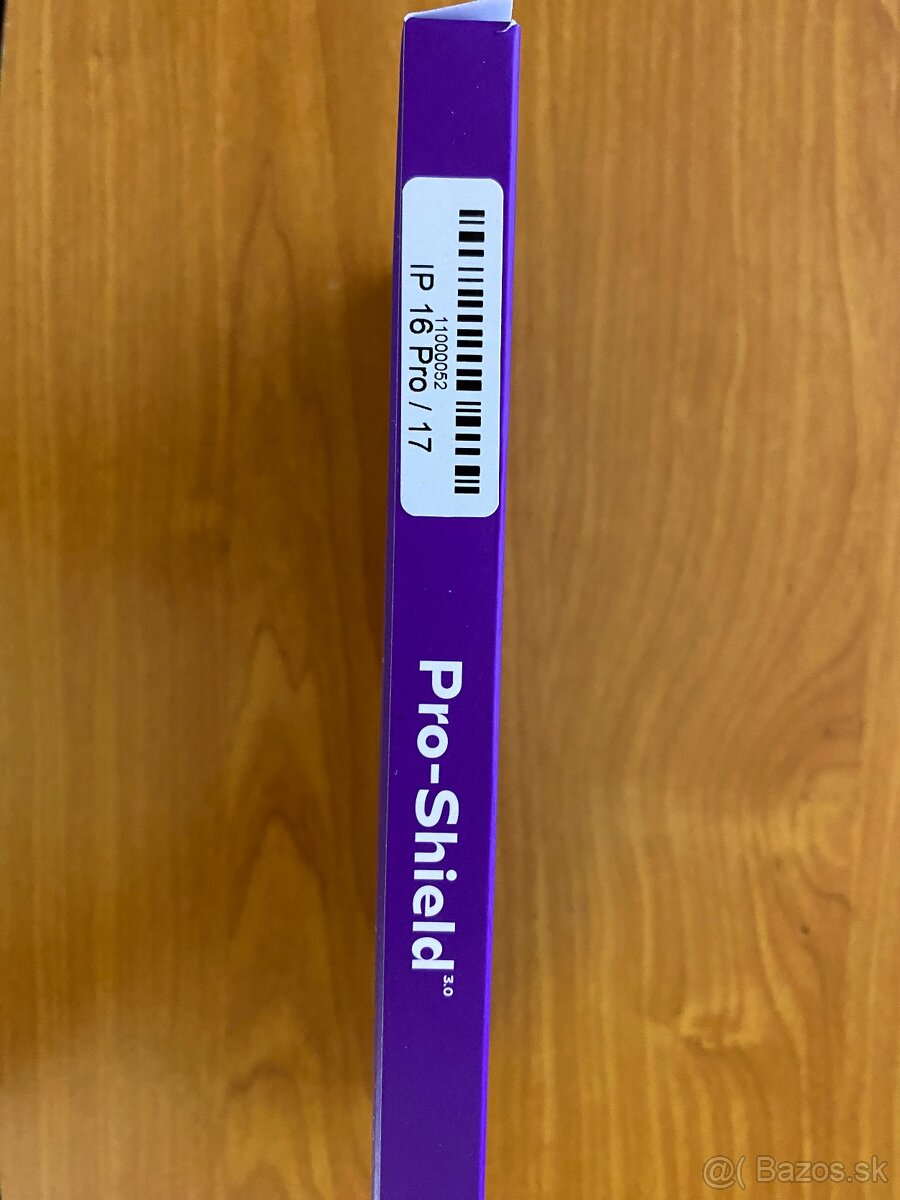 11000052
IP 16 Pro / 17
Pro-Shield 3.0
@( Bazos.sk